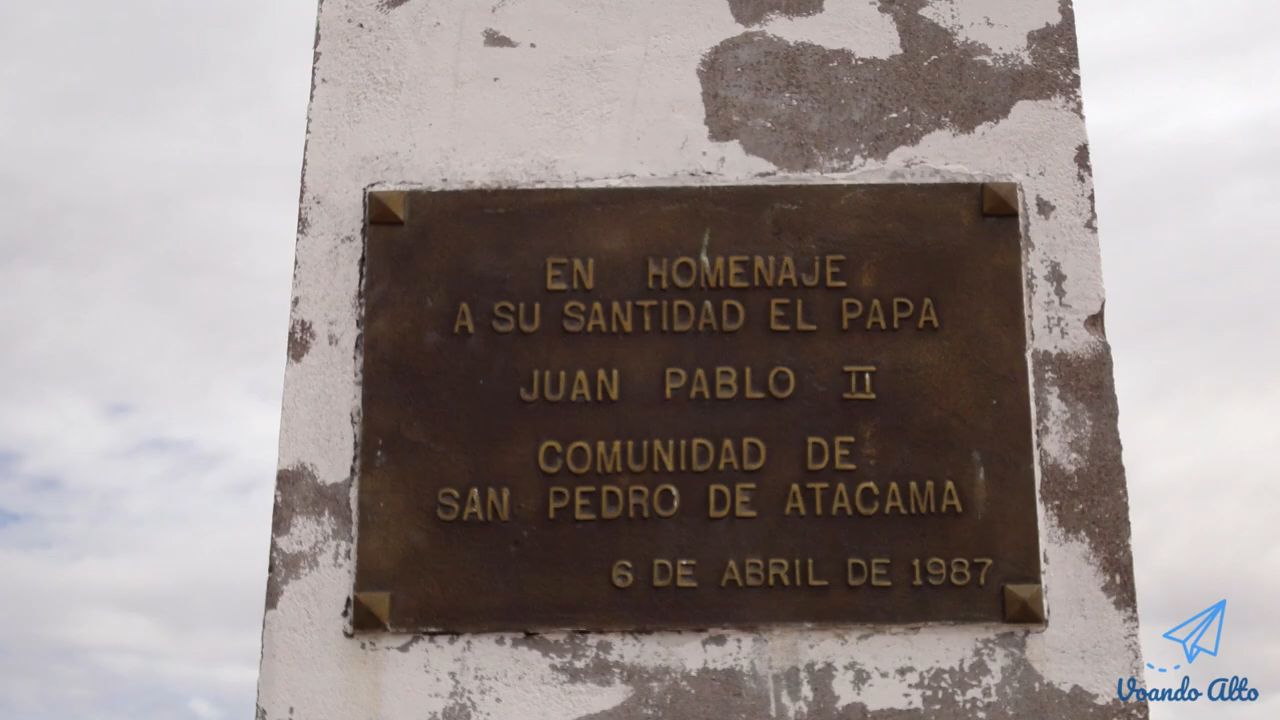 EN HOMENAJE
A SU SANTIDAD EL PAPA
JUAN PABLO II
COMUNIDAD DE
SAN PEDRO DE ATACAMA
6 DE ABRIL DE 1987
Voando Alto